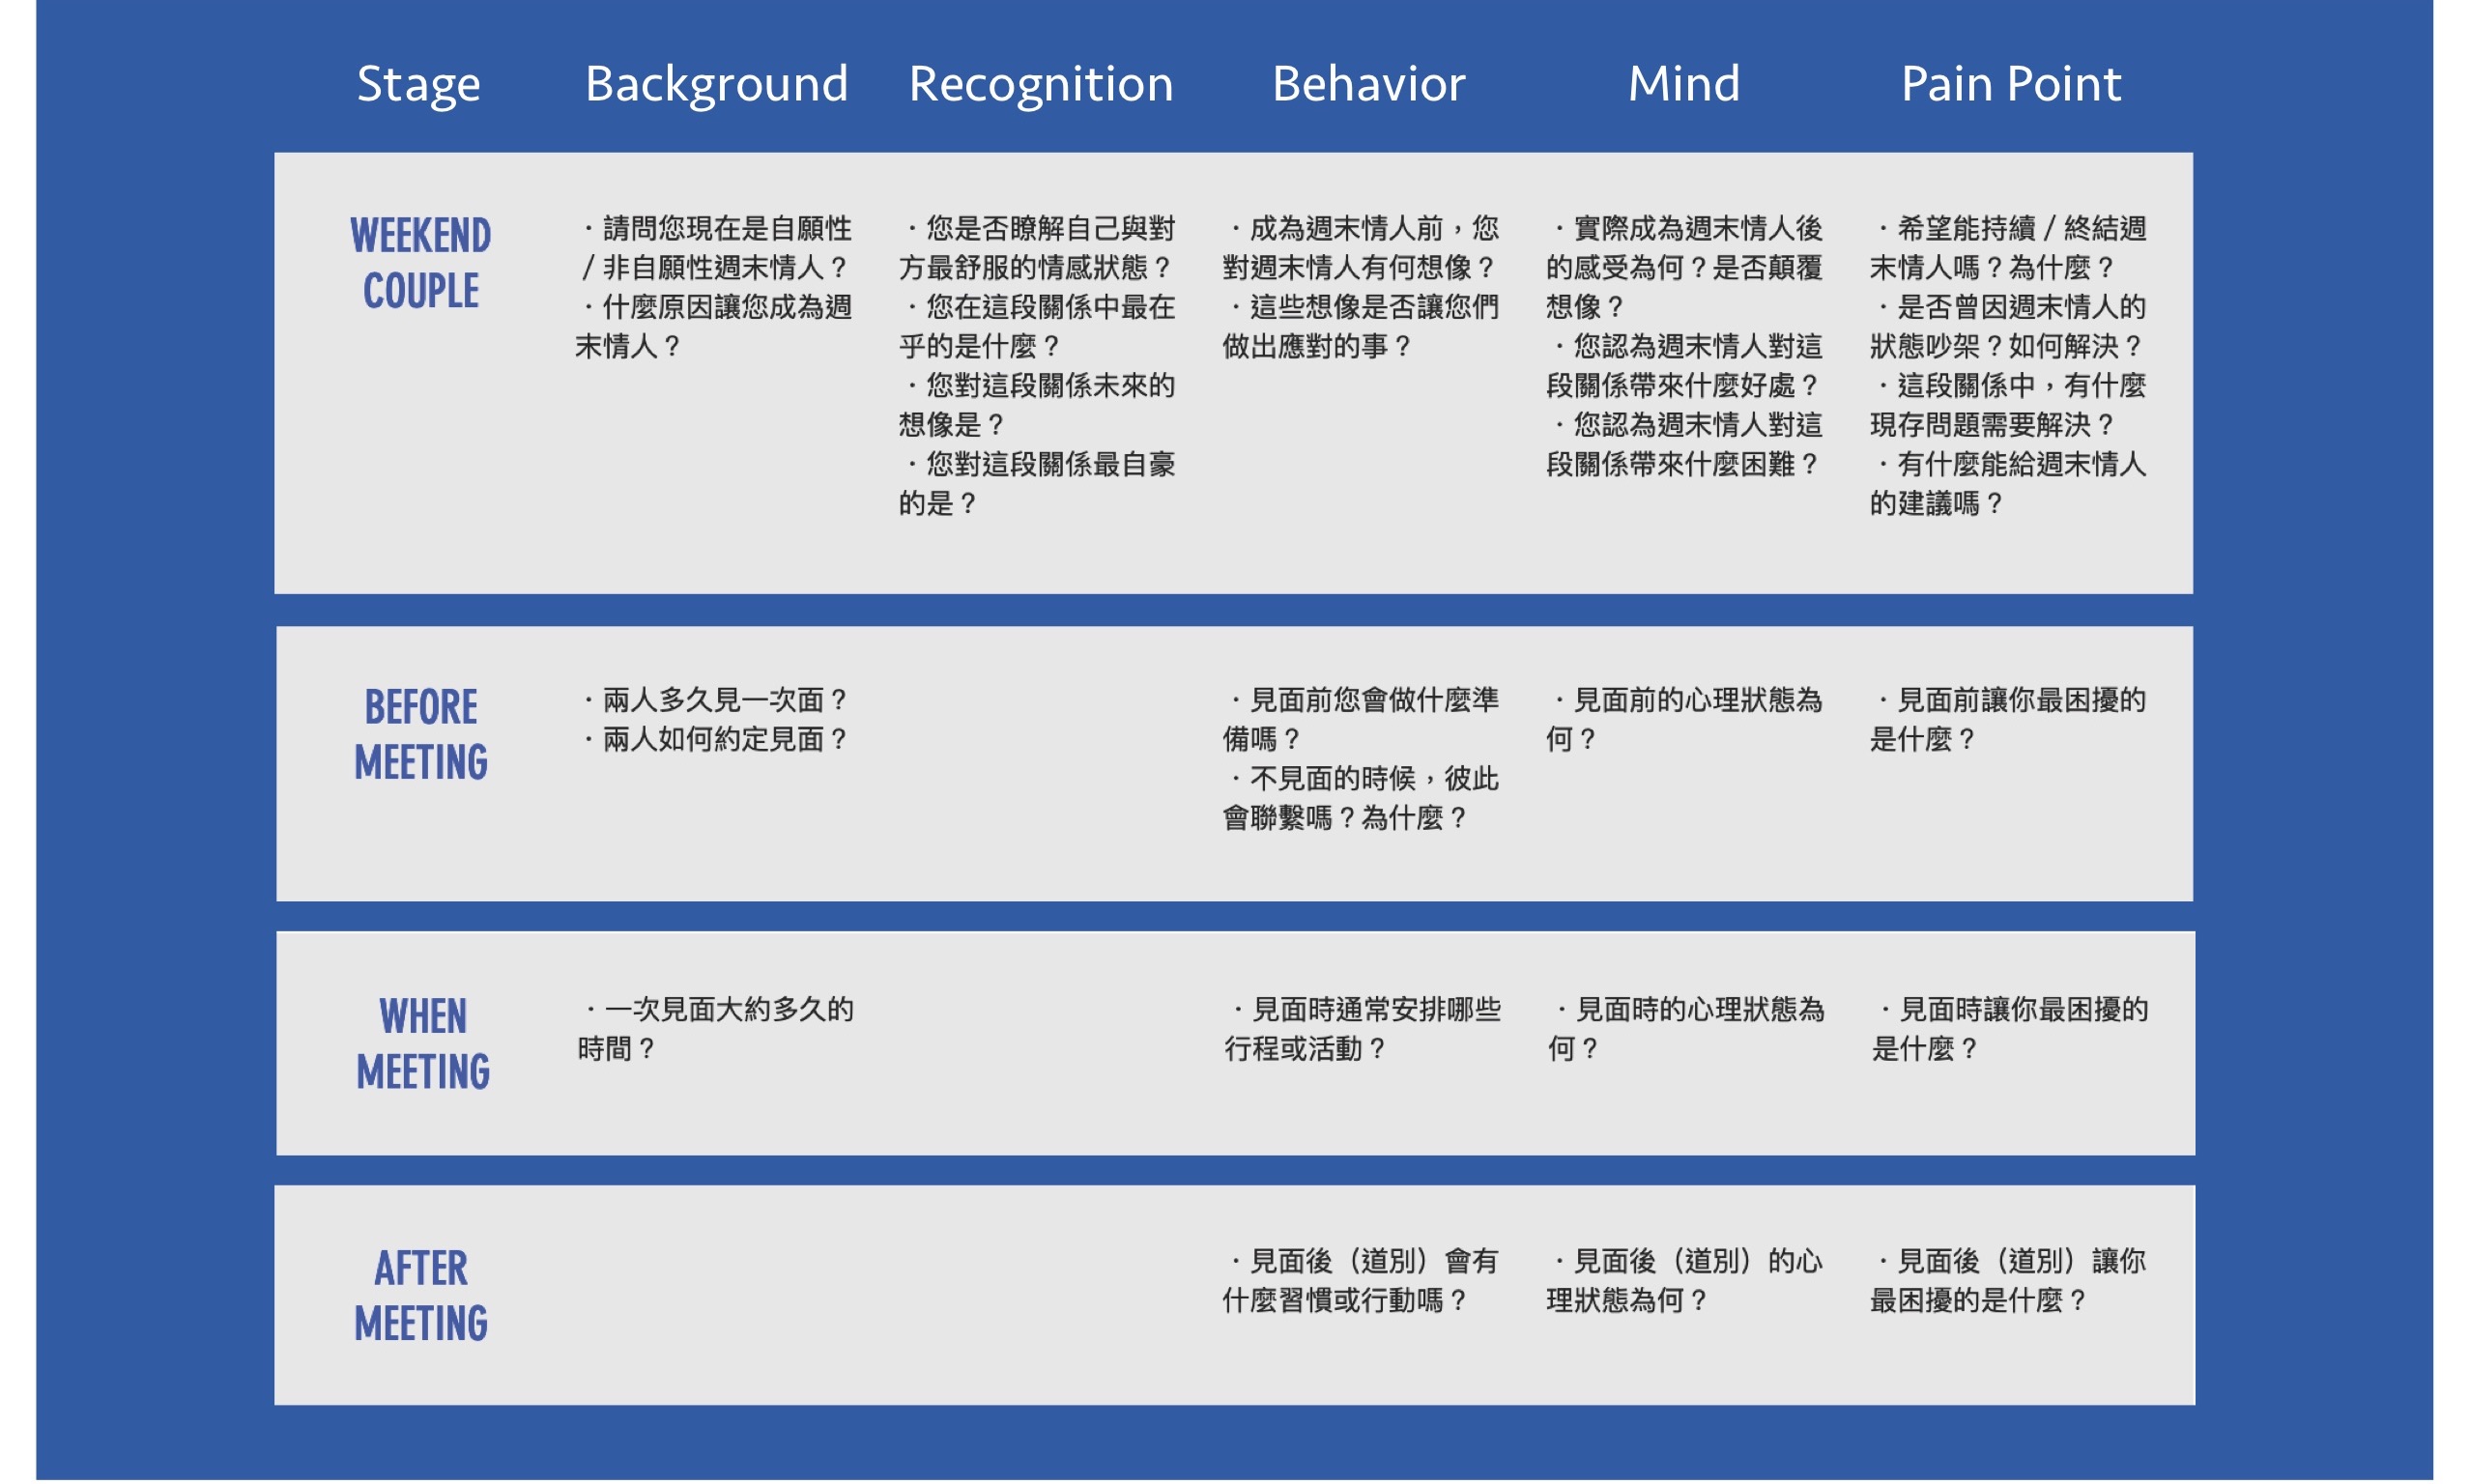 Stage
Background
Recognition
Behavior
Mind
Pain Point
WEEKEND
COUPLE
・請問您現在是自願性
/ 非自願性週末情人？
・什麼原因讓您成為週
末情人？
・您是否瞭解自己與對
方最舒服的情感狀態？
・您在這段關係中最在
乎的是什麼？
・您對這段關係未來的
想像是？
・您對這段關係最自豪
的是？
・成為週末情人前，您
對週末情人有何想像？
・這些想像是否讓您們
做出應對的事？
・實際成為週末情人後
的感受為何？是否顛覆
想像？
・您認為週末情人對這
段關係帶來什麼好處？
・您認為週末情人對這
段關係帶來什麼困難？
・希望能持續 / 終結週
末情人嗎？為什麼？
・是否曾因週末情人的
狀態吵架？如何解決？
・這段關係中，有什麼
現存問題需要解決？
・有什麼能給週末情人
的建議嗎？
BEFORE
MEETING
・兩人多久見一次面？
・兩人如何約定見面？
・見面前您會做什麼準
備嗎？
・不見面的時候，彼此
會聯繫嗎？為什麼？
・見面前的心理狀態為
何？
・見面前讓你最困擾的
是什麼？
WHEN
MEETING
・一次見面大約多久的
時間？
・見面時通常安排哪些
行程或活動？
・見面時的心理狀態為
何？
・見面時讓你最困擾的
是什麼？
AFTER
MEETING
・見面後（道別）會有
什麼習慣或行動嗎？
・見面後（道別）的心
理狀態為何？
・見面後（道別）讓你
最困擾的是什麼？